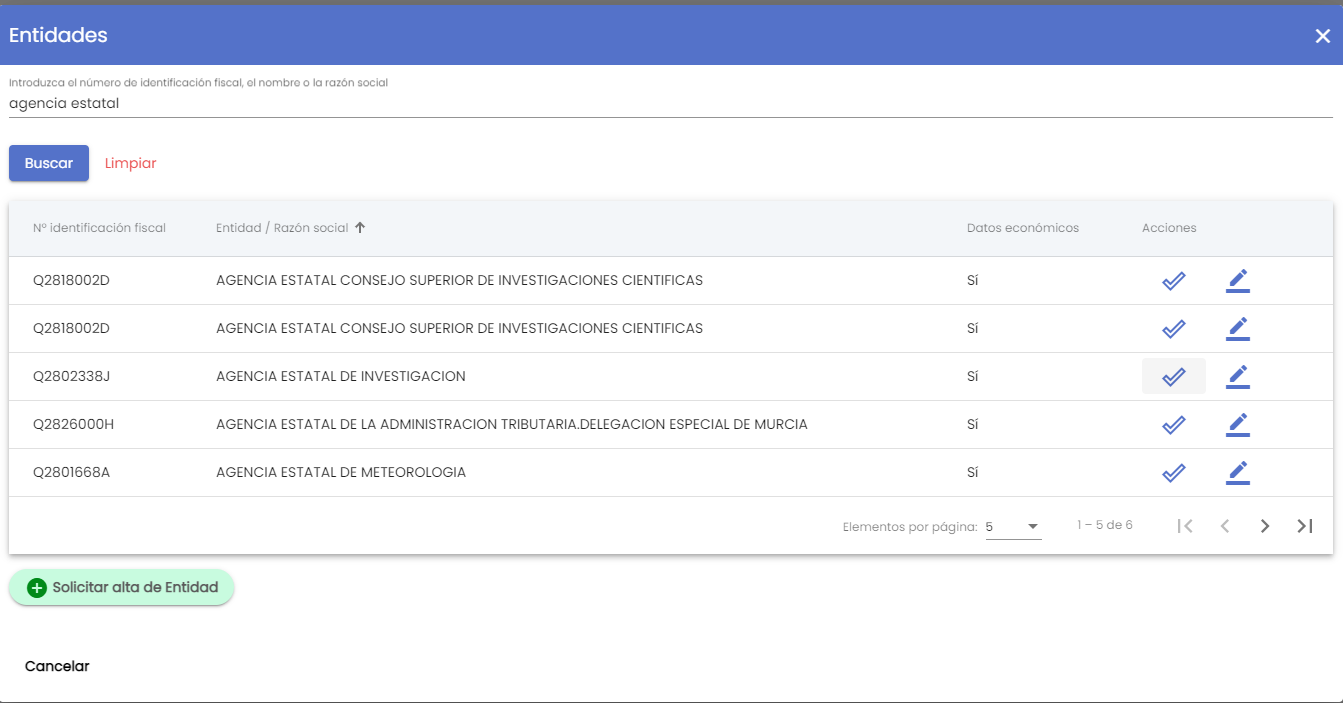 Entidades
Introduzca el número de identificación fiscal, el nombre o la razón social
agencia estatal
Buscar Limpiar
Nº identificación fiscal Entidad / Razón social Datos económicos Acciones
Q2818002D AGENCIA ESTATAL CONSEJO SUPERIOR DE INVESTIGACIONES CIENTIFICAS Sí
Q2818002D AGENCIA ESTATAL CONSEJO SUPERIOR DE INVESTIGACIONES CIENTIFICAS Sí
Q2802338J AGENCIA ESTATAL DE INVESTIGACION Sí
Q2826000H AGENCIA ESTATAL DE LA ADMINISTRACION TRIBUTARIA.DELEGACION ESPECIAL DE MURCIA Sí
Q2801668A AGENCIA ESTATAL DE METEOROLOGIA Sí
Elementos por página: 5 1 – 5 de 6
Solicitar alta de Entidad
Cancelar